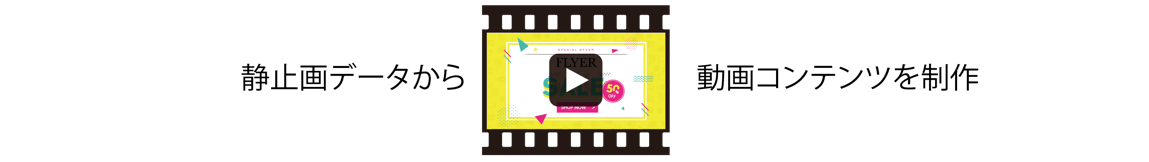 静止画データから
SPECIAL OFFER
FLYER
SALE
50
OFF
SHOP NOW
動画コンテンツを制作